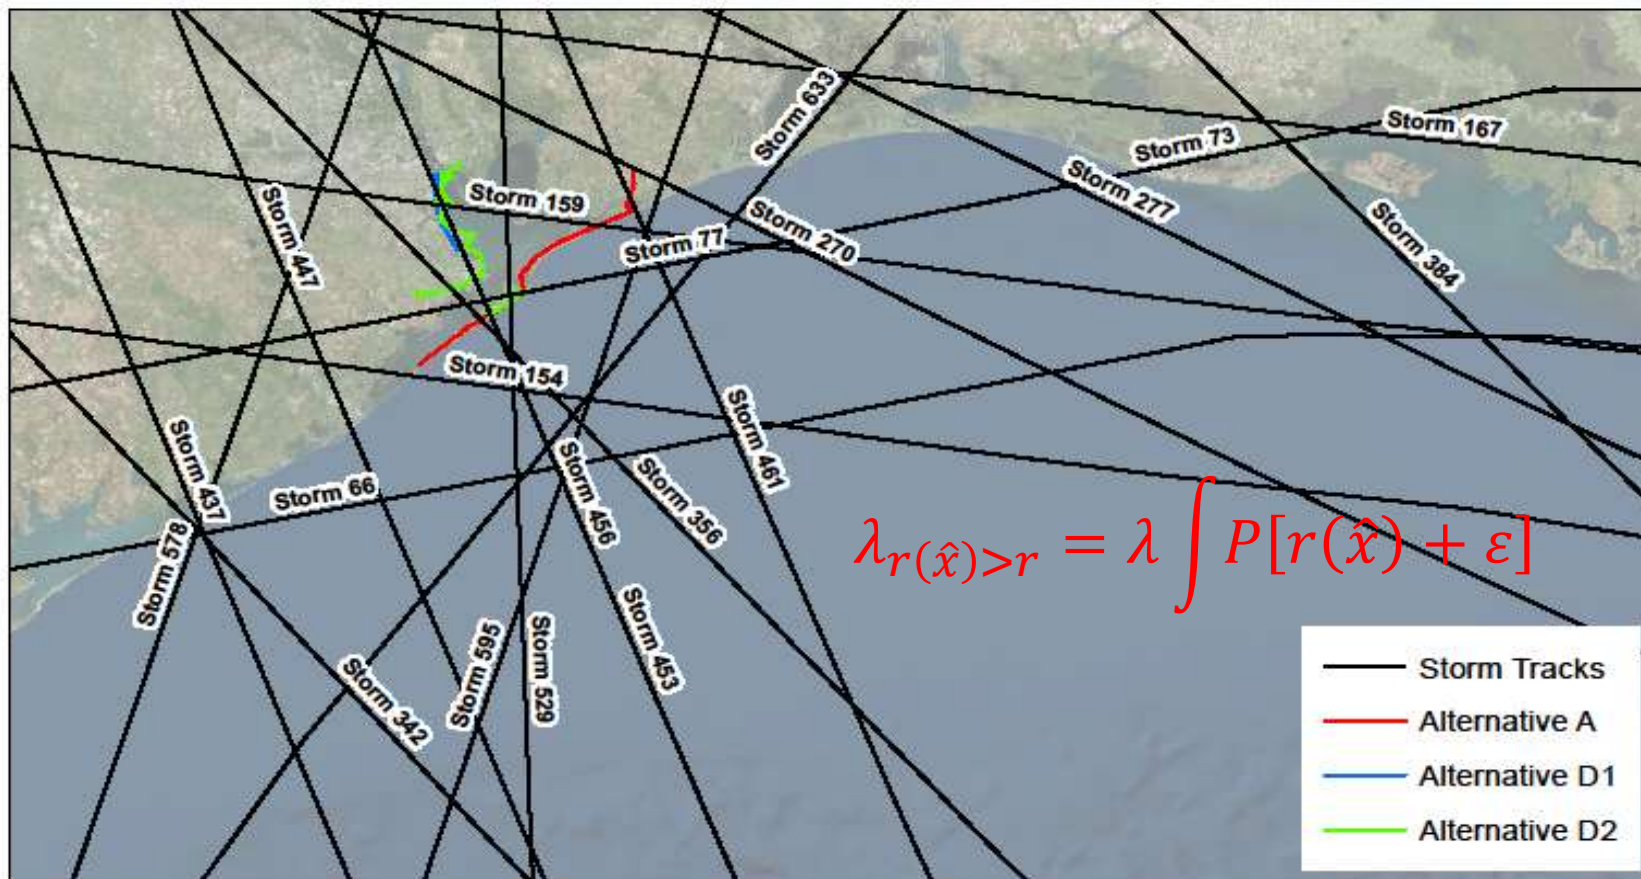 Storm 633
Storm 167
Storm 73
Storm 277
Storm 159
Storm 77
Storm 270
Storm 384
Storm 447
Storm 154
Storm 461
Storm 437
Storm 66
Storm 456
Storm 356
Storm 578
Storm 342
Storm 595
Storm 529
Storm 453
λ_{r(x̂)>r} = λ ∫ P[r(x̂) + ε]
Storm Tracks
Alternative A
Alternative D1
Alternative D2